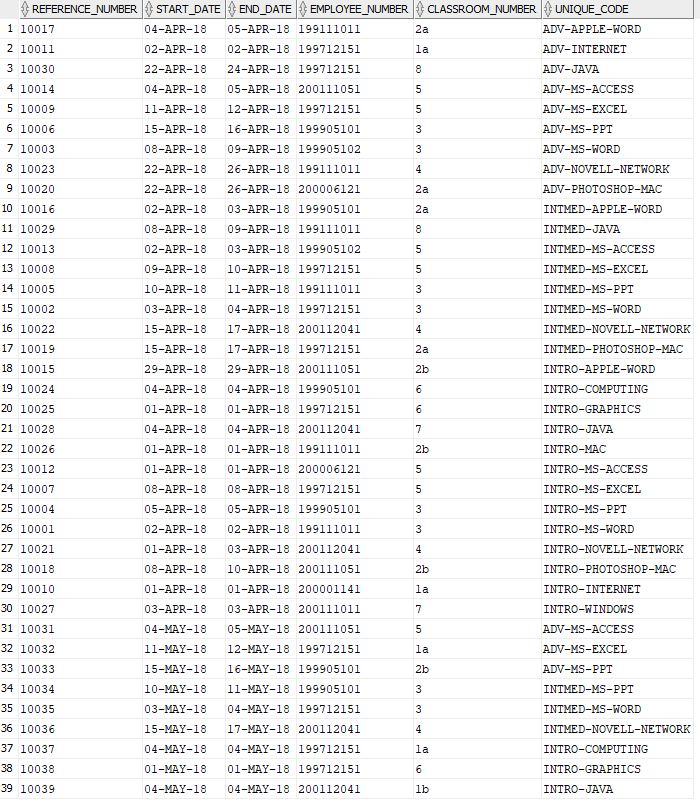 REFERENCE_NUMBER START_DATE END_DATE EMPLOYEE_NUMBER CLASSROOM_NUMBER UNIQUE_CODE
1 10017 04-APR-18 05-APR-18 199111011 2a ADV-APPLE-WORD
2 10011 02-APR-18 02-APR-18 199712151 1a ADV-INTERNET
3 10030 22-APR-18 24-APR-18 199712151 8 ADV-JAVA
4 10014 04-APR-18 05-APR-18 200111051 5 ADV-MS-ACCESS
5 10009 11-APR-18 12-APR-18 199712151 5 ADV-MS-EXCEL
6 10006 15-APR-18 16-APR-18 199905101 3 ADV-MS-PPT
7 10003 08-APR-18 09-APR-18 199905102 3 ADV-MS-WORD
8 10023 22-APR-18 26-APR-18 199111011 4 ADV-NOVELL-NETWORK
9 10020 22-APR-18 26-APR-18 200006121 2a ADV-PHOTOSHOP-MAC
10 10016 02-APR-18 03-APR-18 199905101 2a INTMED-APPLE-WORD
11 10029 08-APR-18 09-APR-18 199111011 8 INTMED-JAVA
12 10013 02-APR-18 03-APR-18 199905102 5 INTMED-MS-ACCESS
13 10008 09-APR-18 10-APR-18 199712151 5 INTMED-MS-EXCEL
14 10005 10-APR-18 11-APR-18 199111011 3 INTMED-MS-PPT
15 10002 03-APR-18 04-APR-18 199712151 3 INTMED-MS-WORD
16 10022 15-APR-18 17-APR-18 200112041 4 INTMED-NOVELL-NETWORK
17 10019 15-APR-18 17-APR-18 199712151 2a INTMED-PHOTOSHOP-MAC
18 10015 29-APR-18 29-APR-18 200111051 2b INTRO-APPLE-WORD
19 10024 04-APR-18 04-APR-18 199905101 6 INTRO-COMPUTING
20 10025 01-APR-18 01-APR-18 199712151 6 INTRO-GRAPHICS
21 10028 04-APR-18 04-APR-18 200112041 7 INTRO-JAVA
22 10026 01-APR-18 01-APR-18 199111011 2b INTRO-MAC
23 10012 01-APR-18 01-APR-18 200006121 5 INTRO-MS-ACCESS
24 10007 08-APR-18 08-APR-18 199712151 5 INTRO-MS-EXCEL
25 10004 05-APR-18 05-APR-18 199905101 3 INTRO-MS-PPT
26 10001 02-APR-18 02-APR-18 199111011 3 INTRO-MS-WORD
27 10021 01-APR-18 03-APR-18 200112041 4 INTRO-NOVELL-NETWORK
28 10018 08-APR-18 10-APR-18 200111051 2b INTRO-PHOTOSHOP-MAC
29 10010 01-APR-18 01-APR-18 200001141 1a INTRO-INTERNET
30 10027 03-APR-18 03-APR-18 200111011 7 INTRO-WINDOWS
31 10031 04-MAY-18 05-MAY-18 200111051 5 ADV-MS-ACCESS
32 10032 11-MAY-18 12-MAY-18 199712151 1a ADV-MS-EXCEL
33 10033 15-MAY-18 16-MAY-18 199905101 2b ADV-MS-PPT
34 10034 10-MAY-18 11-MAY-18 199905101 3 INTMED-MS-PPT
35 10035 03-MAY-18 04-MAY-18 199712151 3 INTMED-MS-WORD
36 10036 15-MAY-18 17-MAY-18 200112041 4 INTMED-NOVELL-NETWORK
37 10037 04-MAY-18 04-MAY-18 199712151 1a INTRO-COMPUTING
38 10038 01-MAY-18 01-MAY-18 199712151 6 INTRO-GRAPHICS
39 10039 04-MAY-18 04-MAY-18 200112041 1b INTRO-JAVA